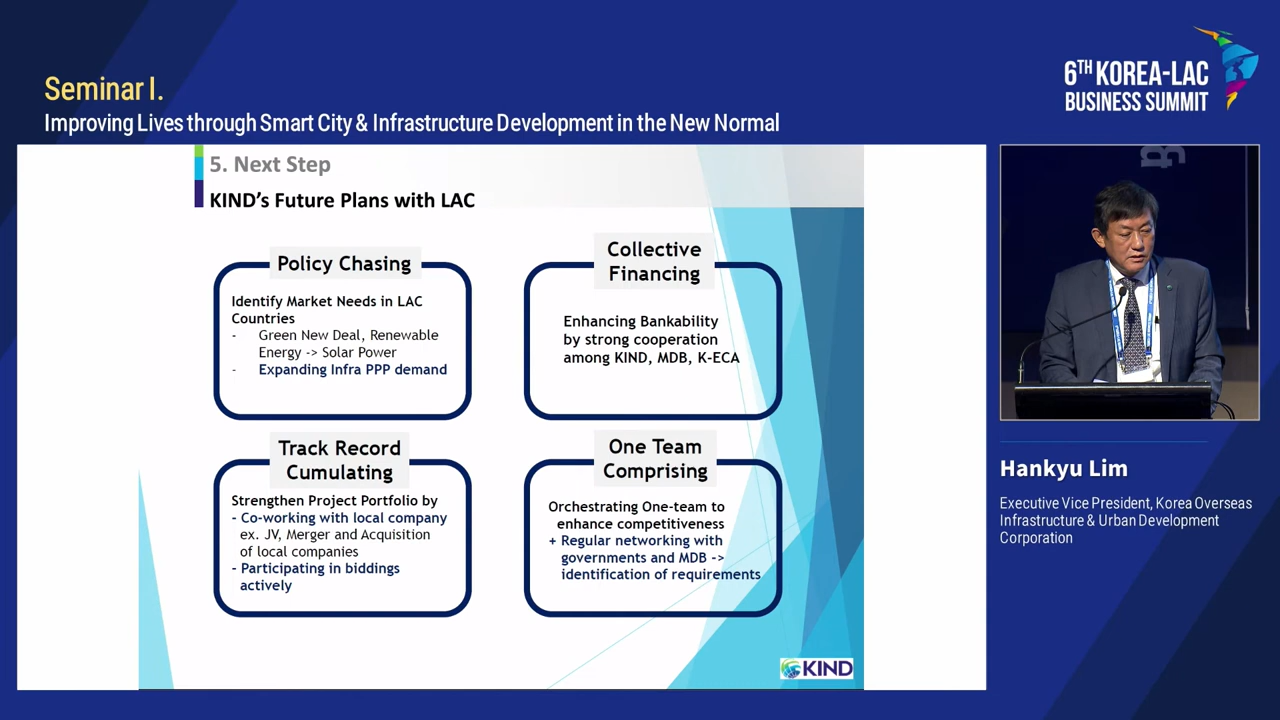 Seminar I.
Improving Lives through Smart City & Infrastructure Development in the New Normal
6TH KOREA-LAC
BUSINESS SUMMIT
5. Next Step
KIND's Future Plans with LAC
Policy Chasing
Identify Market Needs in LAC
Countries
- Green New Deal, Renewable
Energy -> Solar Power
- Expanding Infra PPP demand
Collective
Financing
Enhancing Bankability
by strong cooperation
among KIND, MDB, K-ECA
Track Record
Cumulating
Strengthen Project Portfolio by
- Co-working with local company
ex. JV, Merger and Acquisition
of local companies
- Participating in biddings
actively
One Team
Comprising
Orchestrating One-team to
enhance competitiveness
+ Regular networking with
governments and MDB ->
identification of requirements
KIND
Hankyu Lim
Executive Vice President, Korea Overseas
Infrastructure & Urban Development
Corporation